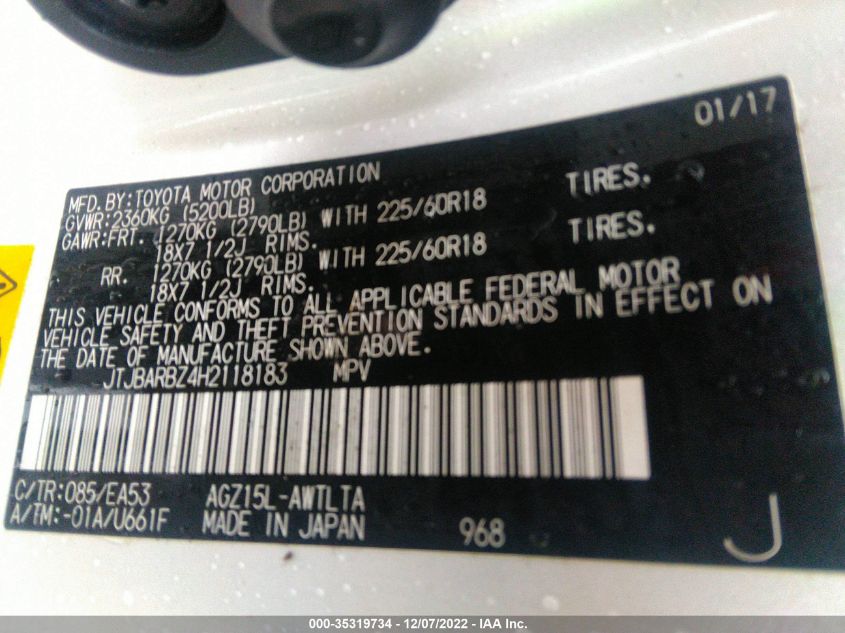 01/17
MFD.BY:TOYOTA MOTOR CORPORATION
GVWR:2360KG (5200LB)
GAWR:FRT. 1270KG (2790LB) WITH 225/60R18 TIRES.
18X7 1/2J RIMS.
RR. 1270KG (2790LB) WITH 225/60R18 TIRES.
18X7 1/2J RIMS.
THIS VEHICLE CONFORMS TO ALL APPLICABLE FEDERAL MOTOR
VEHICLE SAFETY AND THEFT PREVENTION STANDARDS IN EFFECT ON
THE DATE OF MANUFACTURE SHOWN ABOVE.
JTJBARBZ4H2118183 MPV
C/TR:085/EA53 AGZ15L-AWTLTA
A/TM:-01A/U661F MADE IN JAPAN 968
J
000-35319734 - 12/07/2022 - IAA Inc.